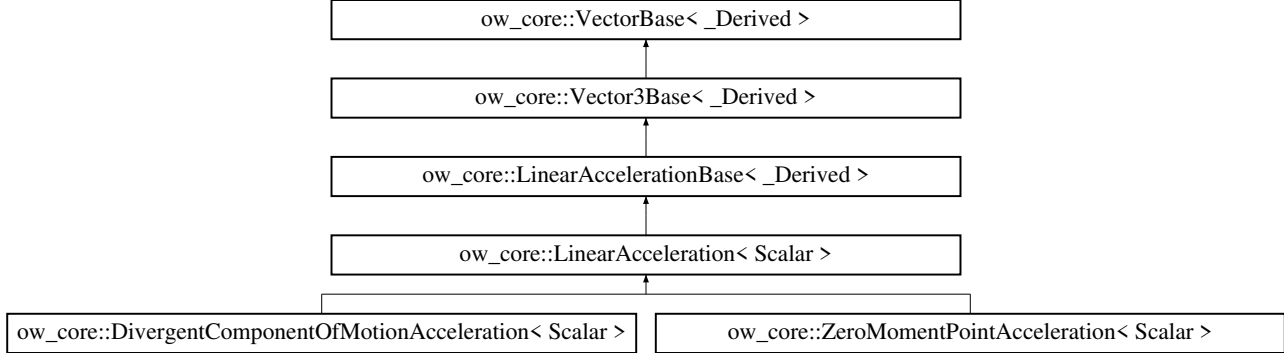 ow_core::VectorBase< _Derived >
ow_core::Vector3Base< _Derived >
ow_core::LinearAccelerationBase< _Derived >
ow_core::LinearAcceleration< Scalar >
ow_core::DivergentComponentOfMotionAcceleration< Scalar >
ow_core::ZeroMomentPointAcceleration< Scalar >